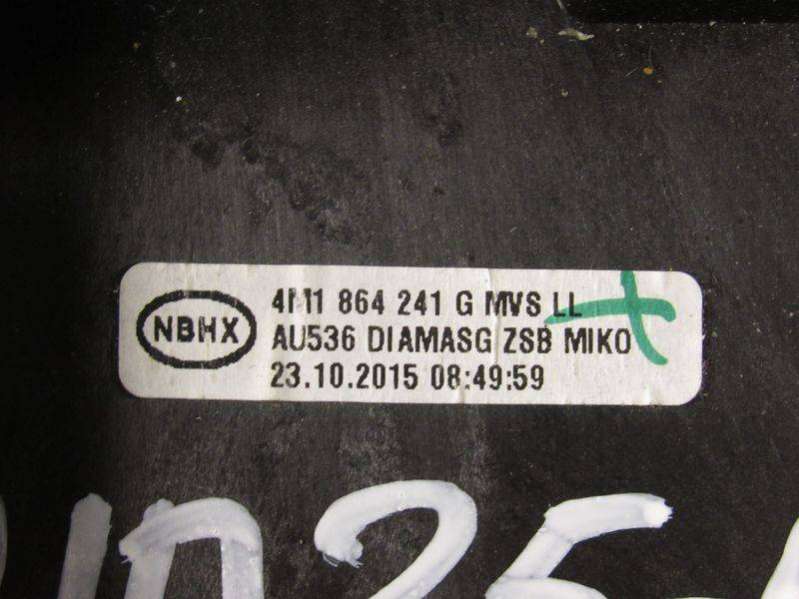 NBHX
4M1 864 241 G MVS LL
AU536 DIAMASG ZSB MIKO
23.10.2015 08:49:59